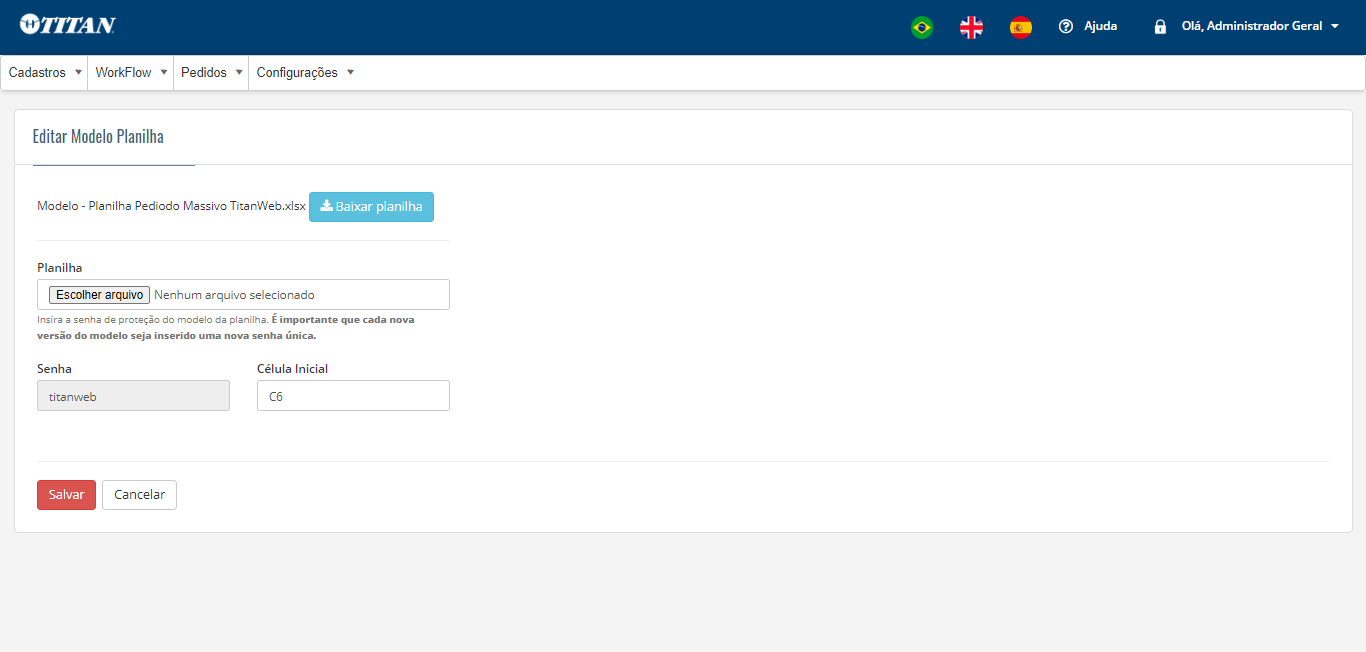 TITAN
Ajuda
Olá, Administrador Geral
Cadastros
WorkFlow
Pedidos
Configurações
Editar Modelo Planilha
Modelo - Planilha Pediodo Massivo TitanWeb.xlsx
Baixar planilha
Planilha
Escolher arquivo Nenhum arquivo selecionado
Insira a senha de proteção do modelo da planilha. É importante que cada nova
versão do modelo seja inserido uma nova senha única.
Senha
Célula Inicial
titanweb
C6
Salvar
Cancelar